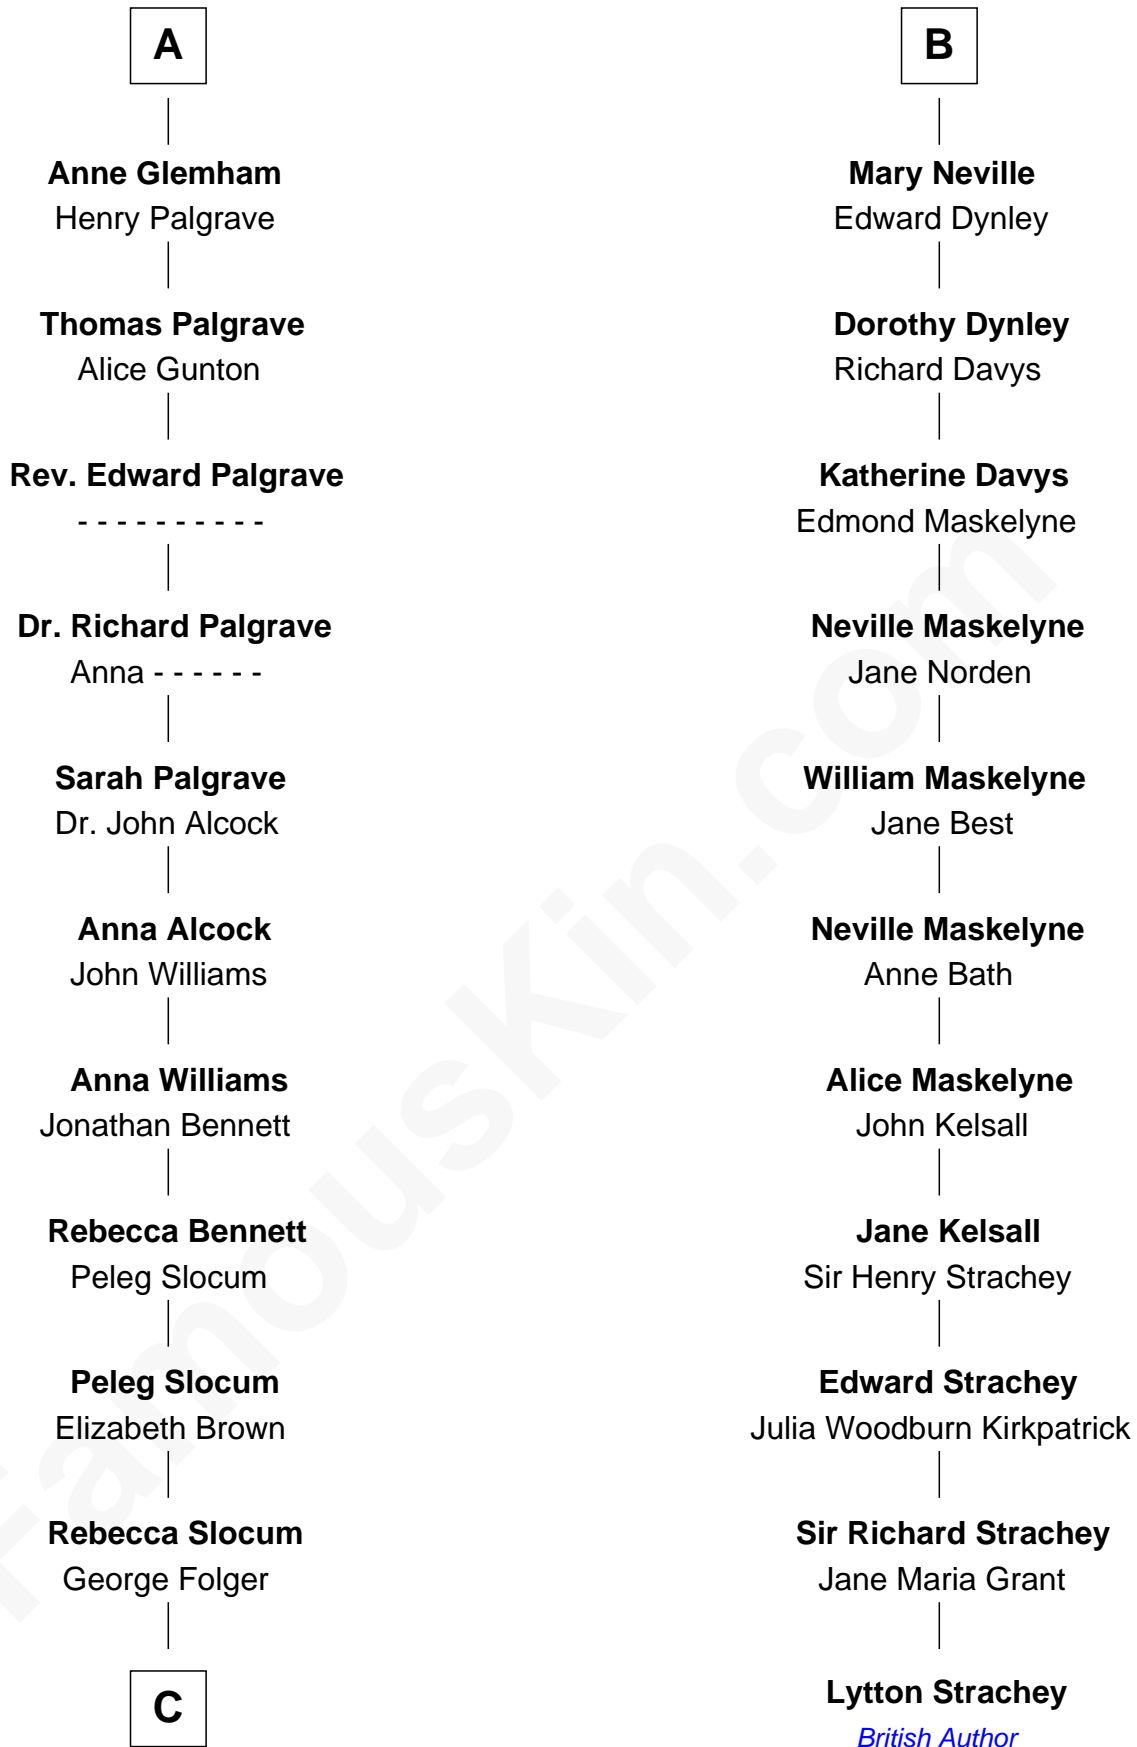 A
Anne Glemham
Henry Palgrave
Thomas Palgrave
Alice Gunton
Rev. Edward Palgrave
- - - - - - - - - -
Dr. Richard Palgrave
Anna - - - - - -
Sarah Palgrave
Dr. John Alcock
Anna Alcock
John Williams
Anna Williams
Jonathan Bennett
Rebecca Bennett
Peleg Slocum
Peleg Slocum
Elizabeth Brown
Rebecca Slocum
George Folger
C
B
Mary Neville
Edward Dynley
Dorothy Dynley
Richard Davys
Katherine Davys
Edmond Maskelyne
Neville Maskelyne
Jane Norden
William Maskelyne
Jane Best
Neville Maskelyne
Anne Bath
Alice Maskelyne
John Kelsall
Jane Kelsall
Sir Henry Strachey
Edward Strachey
Julia Woodburn Kirkpatrick
Sir Richard Strachey
Jane Maria Grant
Lytton Strachey
British Author
FamousKin.com